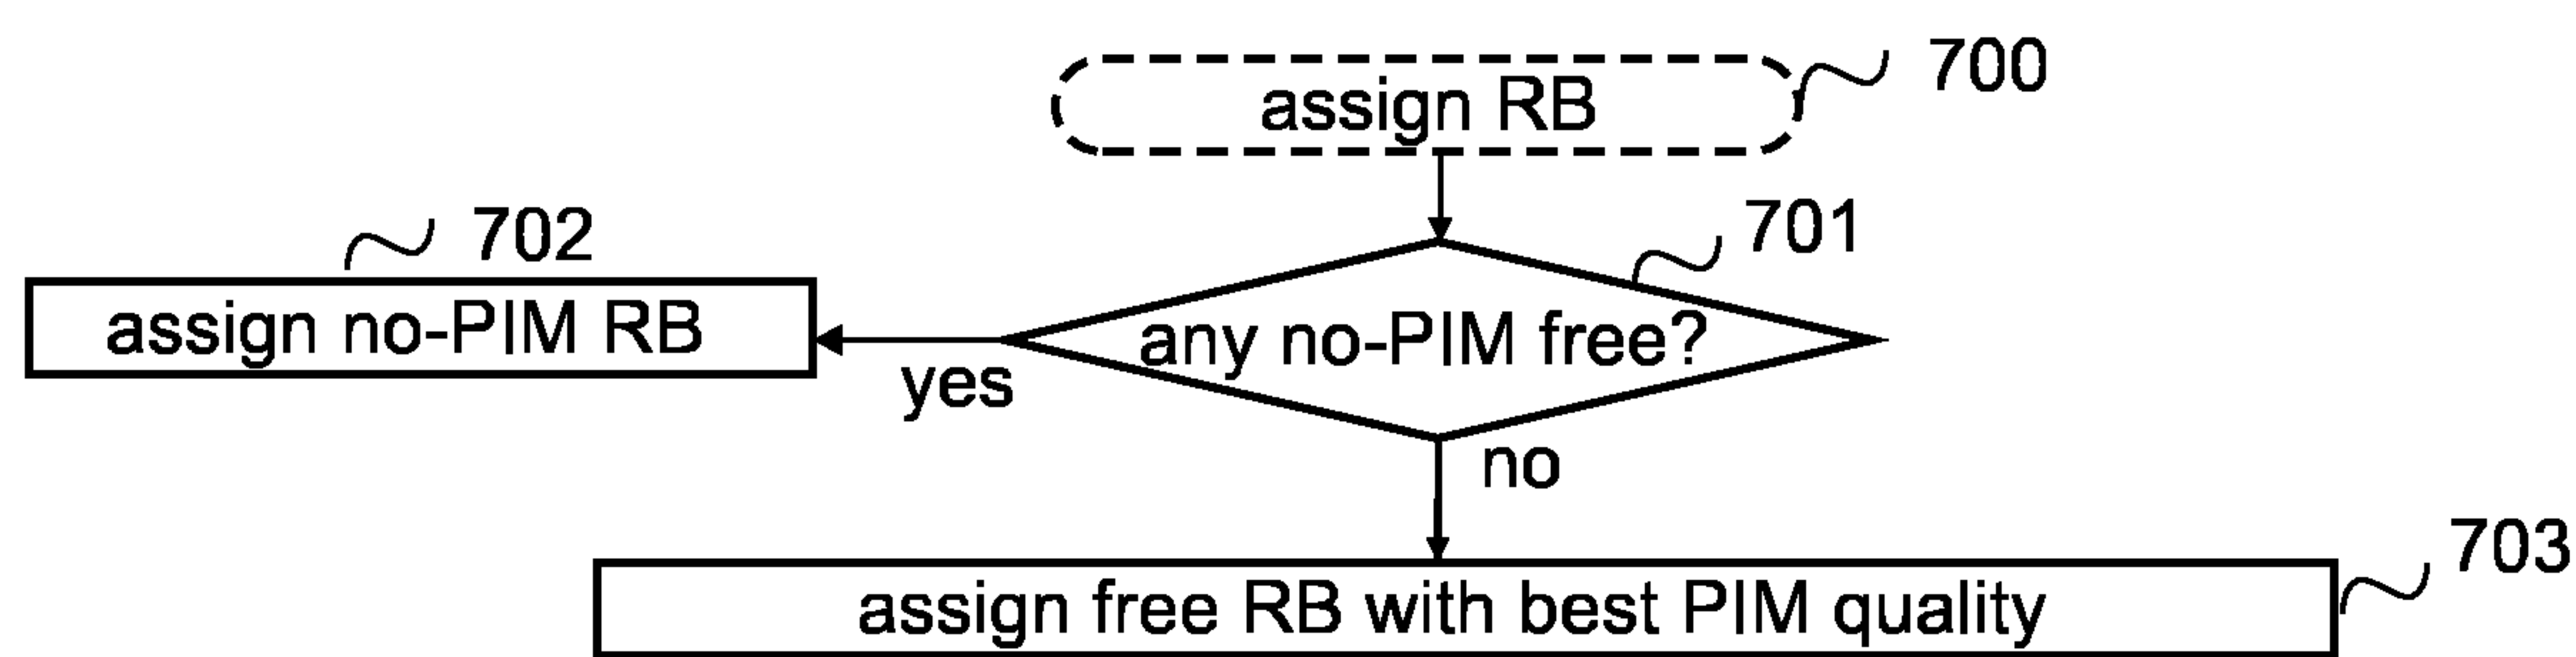 assign RB
700
702
701
assign no-PIM RB
any no-PIM free?
yes
no
703
assign free RB with best PIM quality